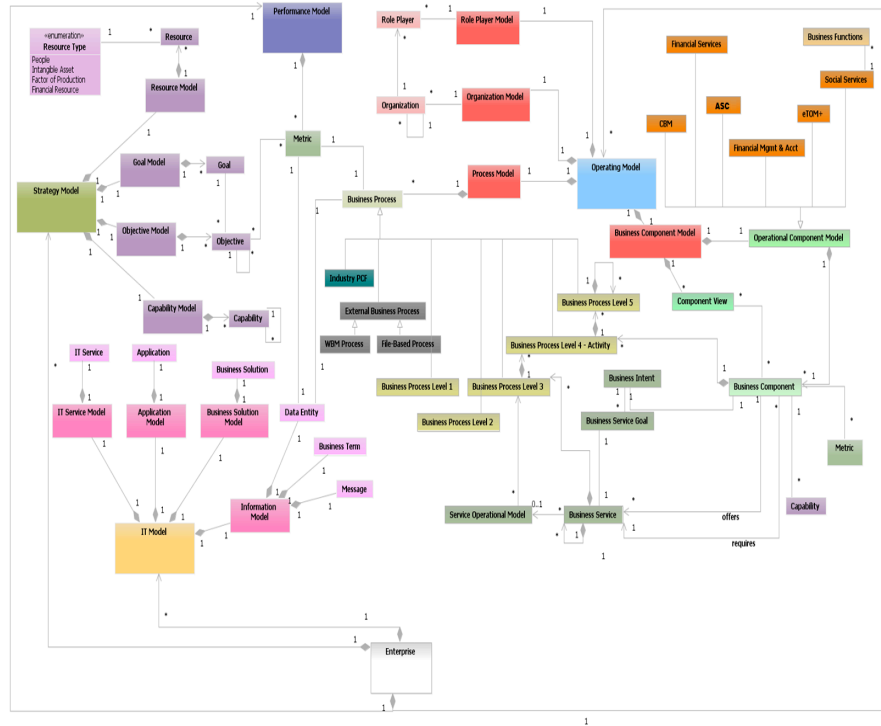 Performance Model
Role Player
Role Player Model
«enumeration»
Resource Type
People
Intangible Asset
Factor of Production
Financial Resource
Resource
Financial Services
Business Functions
Resource Model
Social Services
Organization
Organization Model
ASC
eTOM+
CBM
Metric
Financial Mgmt & Acct
Goal Model
Goal
Operating Model
Process Model
Strategy Model
Business Process
Objective Model
Objective
Business Component Model
Operational Component Model
Industry PCF
Capability Model
Capability
External Business Process
Business Process Level 5
Component View
WBM Process
File-Based Process
Business Process Level 4 - Activity
IT Service
Application
Business Solution
Business Process Level 1
Business Process Level 3
Business Intent
Business Component
IT Service Model
Application
Model
Business Solution
Model
Data Entity
Business Process Level 2
Business Service Goal
Business Term
Metric
Message
Information
Model
Service Operational Model
0..1
Business Service
Capability
offers
IT Model
requires
Enterprise